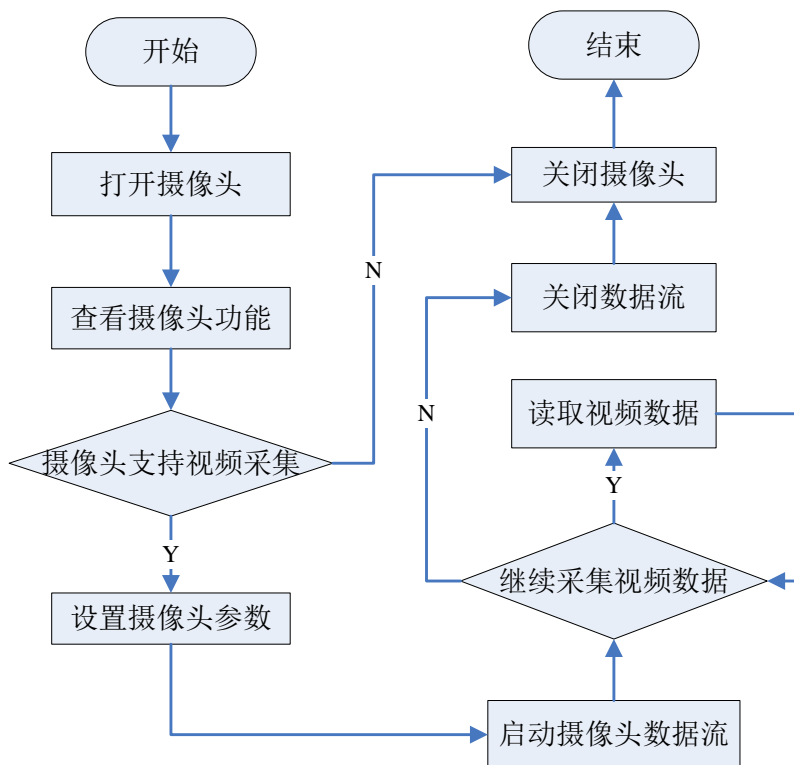 开始
打开摄像头
查看摄像头功能
摄像头支持视频采集
N
Y
设置摄像头参数
启动摄像头数据流
继续采集视频数据
Y
读取视频数据
N
关闭数据流
关闭摄像头
结束